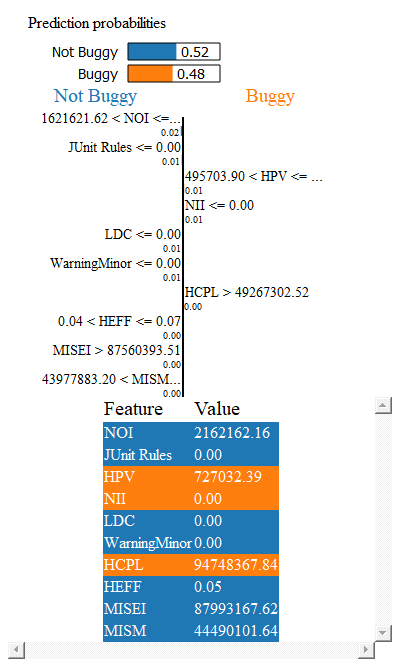 Prediction probabilities
Not Buggy 0.52
Buggy 0.48
Not Buggy Buggy
1621621.62 < NOI <=...
0.02
JUnit Rules <= 0.00
0.01
495703.90 < HPV <= ...
0.01
NII <= 0.00
0.01
LDC <= 0.00
0.01
WarningMinor <= 0.00
0.01
HCPL > 49267302.52
0.00
0.04 < HEFF <= 0.07
0.00
MISEI > 87560393.51
0.00
43977883.20 < MISM...
0.00
Feature Value
NOI 2162162.16
JUnit Rules 0.00
HPV 727032.39
NII 0.00
LDC 0.00
WarningMinor 0.00
HCPL 94748367.84
HEFF 0.05
MISEI 87993167.62
MISM 44490101.64